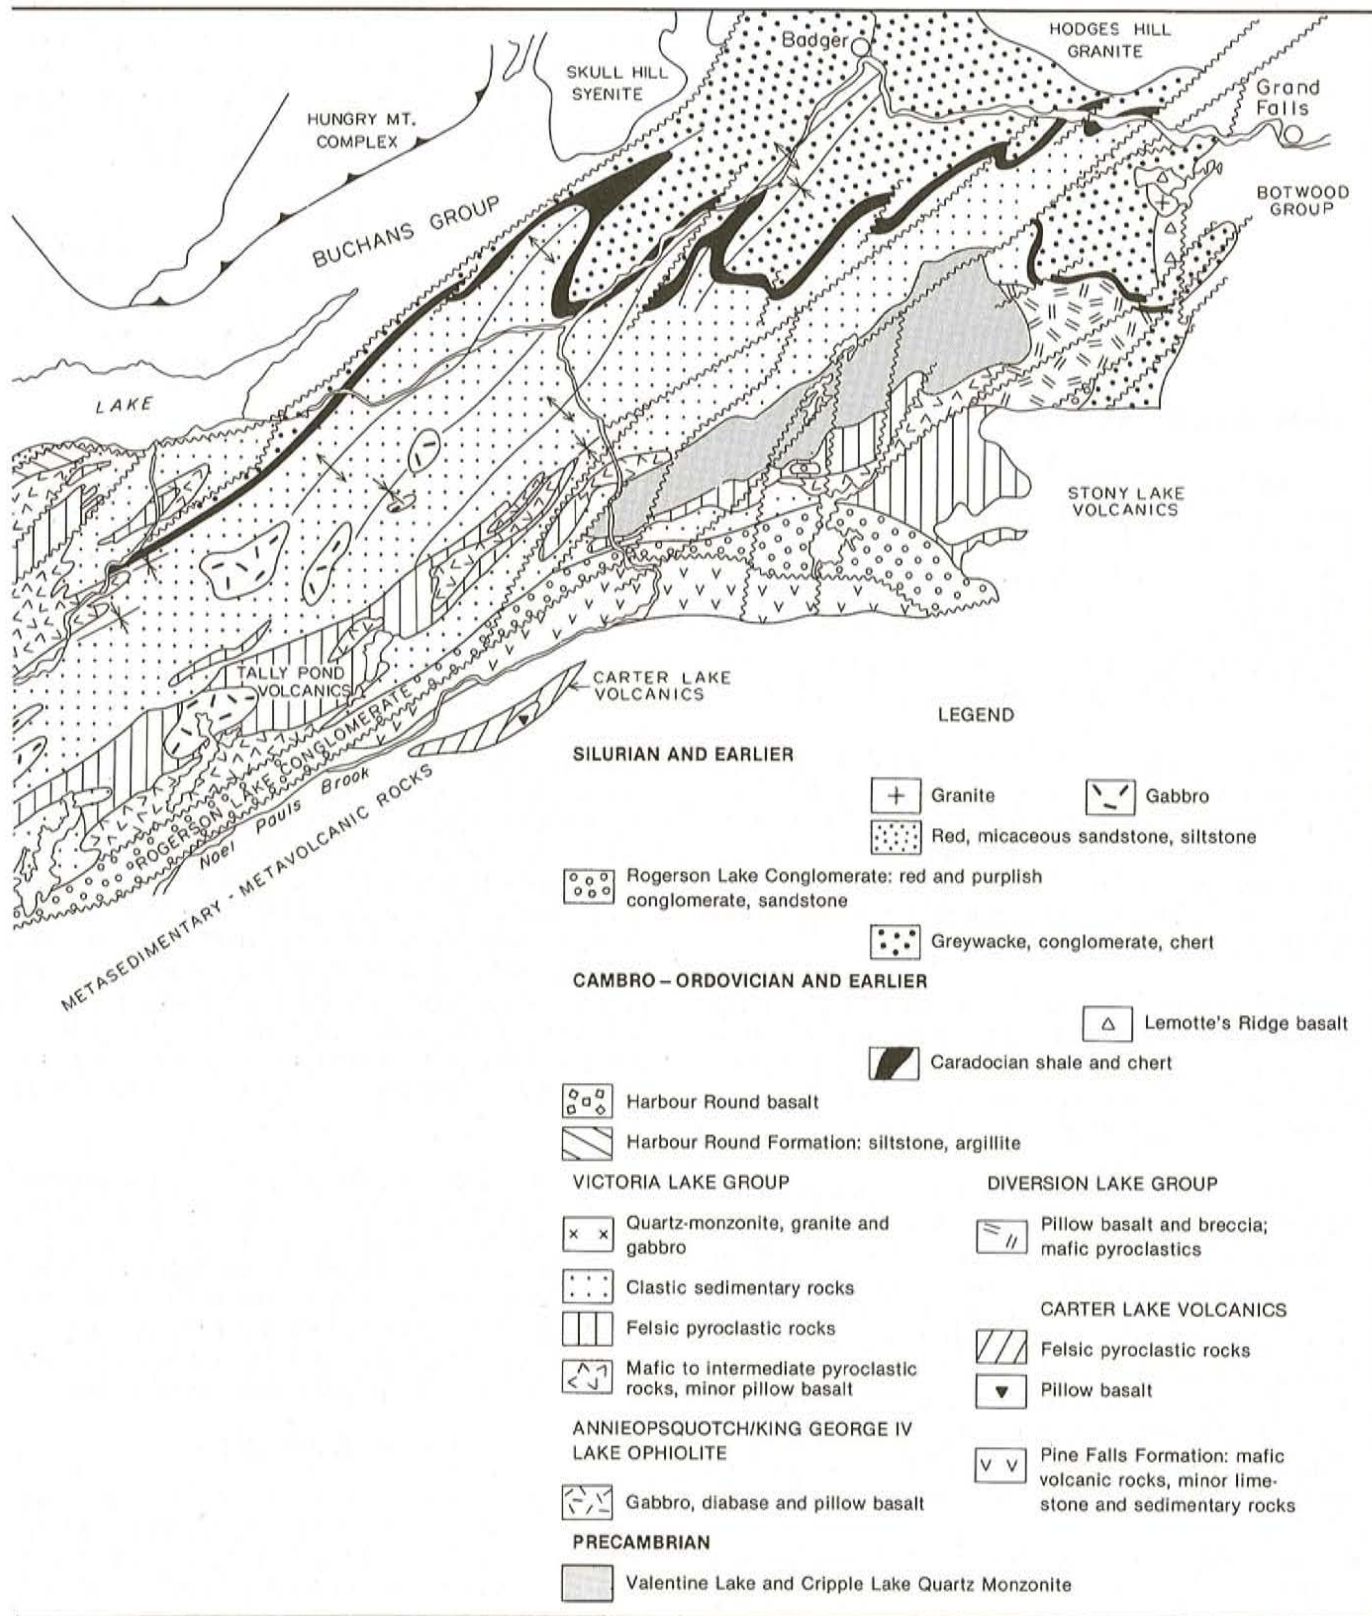 HODGES HILL
GRANITE
Badger
SKULL HILL
SYENITE
Grand
Falls
HUNGRY MT.
COMPLEX
BOTWOOD
GROUP
BUCHANS GROUP
LAKE
STONY LAKE
VOLCANICS
TALLY POND
VOLCANICS
CARTER LAKE
VOLCANICS
ROGERSON LAKE CONGLOMERATE
Noel Pauls Brook
METASEDIMENTARY - METAVOLCANIC ROCKS
LEGEND
SILURIAN AND EARLIER
Granite
Gabbro
Red, micaceous sandstone, siltstone
Rogerson Lake Conglomerate: red and purplish
conglomerate, sandstone
Greywacke, conglomerate, chert
CAMBRO – ORDOVICIAN AND EARLIER
Lemotte's Ridge basalt
Caradocian shale and chert
Harbour Round basalt
Harbour Round Formation: siltstone, argillite
VICTORIA LAKE GROUP
Quartz-monzonite, granite and
gabbro
Clastic sedimentary rocks
Felsic pyroclastic rocks
Mafic to intermediate pyroclastic
rocks, minor pillow basalt
ANNIEOPSQUOTCH/KING GEORGE IV
LAKE OPHIOLITE
Gabbro, diabase and pillow basalt
DIVERSION LAKE GROUP
Pillow basalt and breccia;
mafic pyroclastics
CARTER LAKE VOLCANICS
Felsic pyroclastic rocks
Pillow basalt
Pine Falls Formation: mafic
volcanic rocks, minor lime-
stone and sedimentary rocks
PRECAMBRIAN
Valentine Lake and Cripple Lake Quartz Monzonite